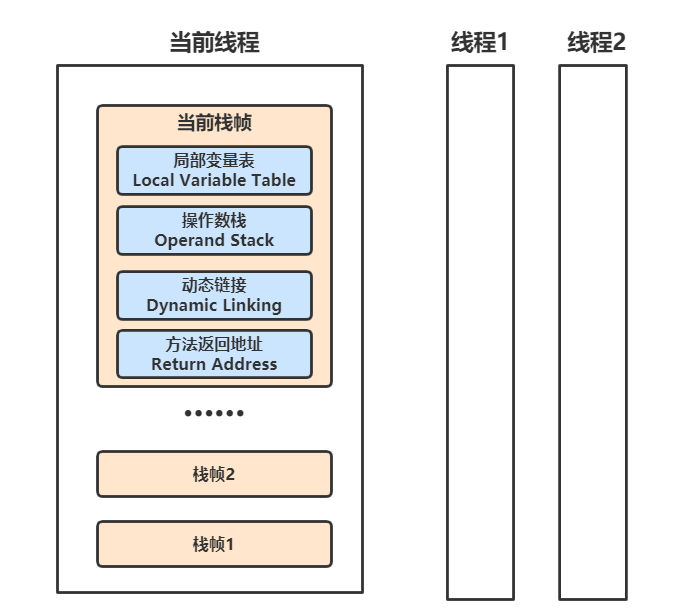 当前线程
线程1
线程2
当前栈帧
局部变量表
Local Variable Table
操作数栈
Operand Stack
动态链接
Dynamic Linking
方法返回地址
Return Address
••••••
栈帧2
栈帧1